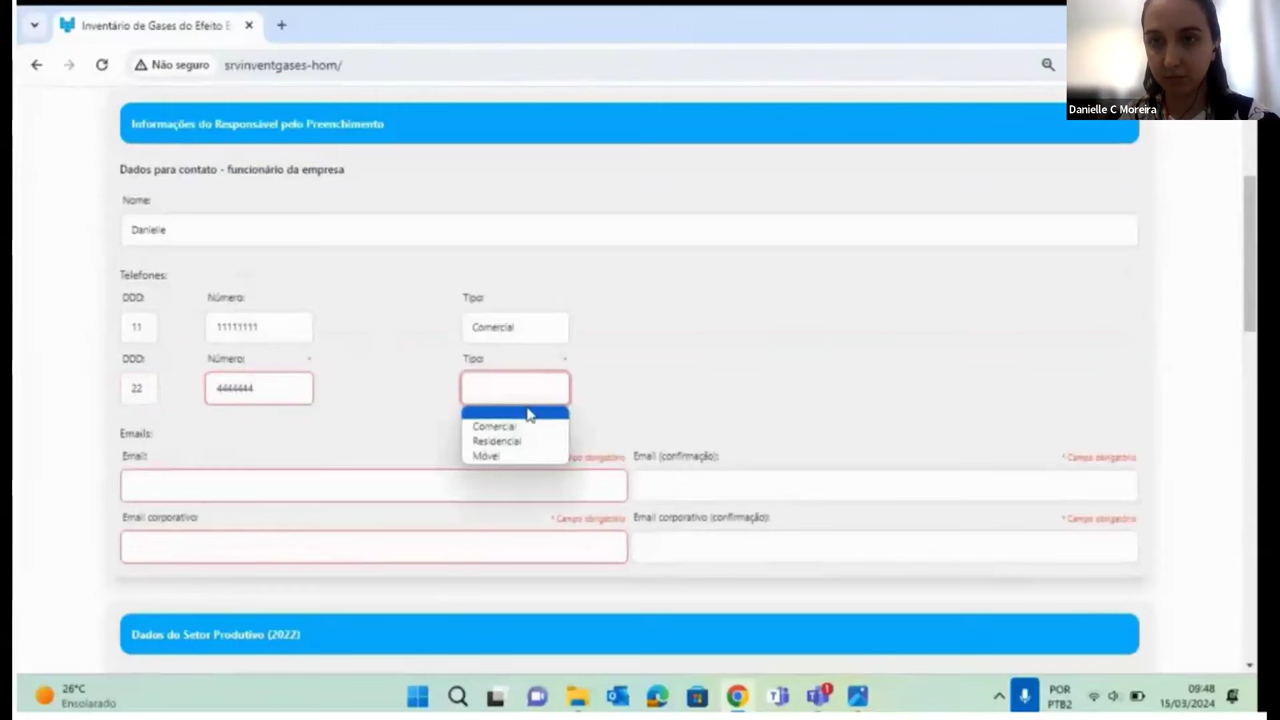 Inventário de Gases do Efeito E
Não seguro srvinventgases-hom/
Danielle C Moreira
Informações do Responsável pelo Preenchimento
Dados para contato - funcionário da empresa
Nome:
Danielle
Telefones:
DDD: Número: Tipo:
11 11111111 Comercial
DDD: Número: * Tipo: *
22 4444444
Comercial
Residencial
Móvel
Emails:
Email: obrigatório Email (confirmação): * Campo obrigatório
Email corporativo: * Campo obrigatório Email corporativo (confirmação): * Campo obrigatório
Dados do Setor Produtivo (2022)
26°C
Ensolarado
POR
PTB2
09:48
15/03/2024